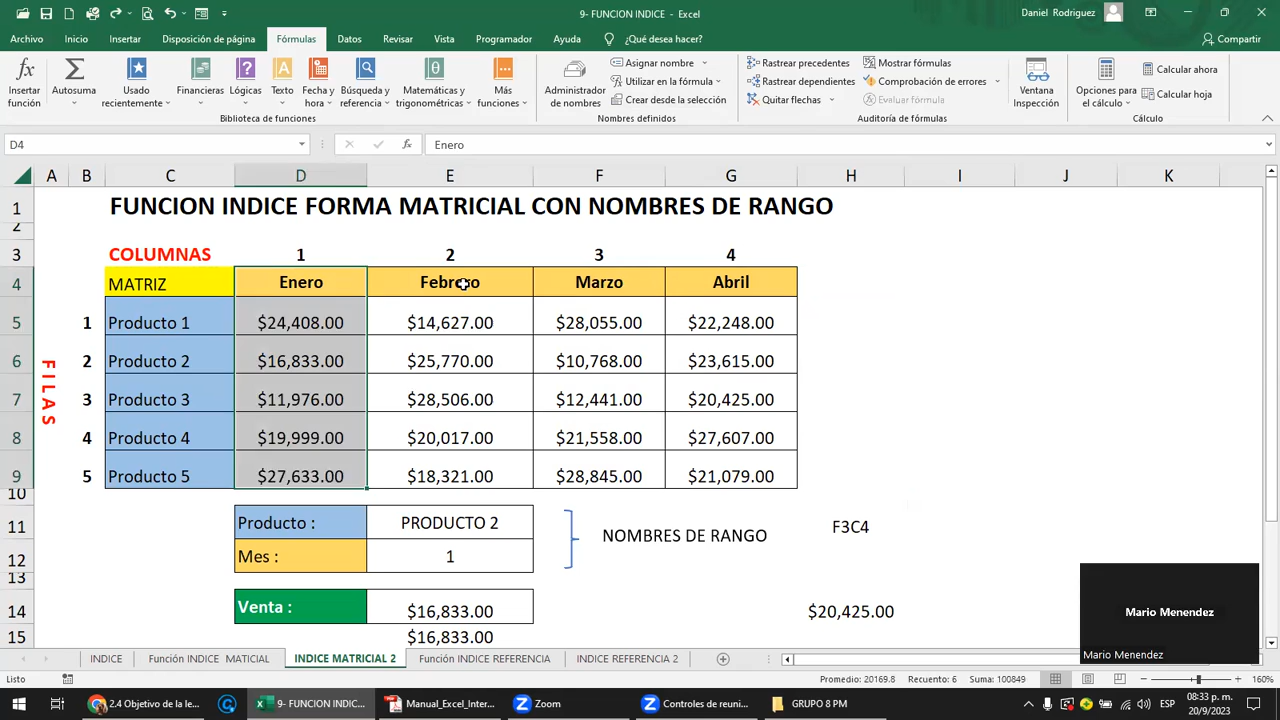 9- FUNCION INDICE - Excel
Daniel Rodriguez
Archivo Inicio Insertar Disposición de página Fórmulas Datos Revisar Vista Programador Ayuda ¿Qué desea hacer? Compartir
Insertar función
Autosuma
Usado recientemente
Financieras
Lógicas
Texto
Fecha y hora
Búsqueda y referencia
Matemáticas y trigonométricas
Más funciones
Biblioteca de funciones
Administrador de nombres
Asignar nombre
Utilizar en la fórmula
Crear desde la selección
Nombres definidos
Rastrear precedentes
Rastrear dependientes
Quitar flechas
Mostrar fórmulas
Comprobación de errores
Evaluar fórmula
Auditoría de fórmulas
Ventana Inspección
Opciones para el cálculo
Calcular ahora
Calcular hoja
Cálculo
D4 fx Enero
A B C D E F G H I J K
1 FUNCION INDICE FORMA MATRICIAL CON NOMBRES DE RANGO
2
3 COLUMNAS 1 2 3 4
4 MATRIZ Enero Febrero Marzo Abril
5 1 Producto 1 $24,408.00 $14,627.00 $28,055.00 $22,248.00
6 2 Producto 2 $16,833.00 $25,770.00 $10,768.00 $23,615.00
7 3 Producto 3 $11,976.00 $28,506.00 $12,441.00 $20,425.00
8 4 Producto 4 $19,999.00 $20,017.00 $21,558.00 $27,607.00
9 5 Producto 5 $27,633.00 $18,321.00 $28,845.00 $21,079.00
FILAS
10
11 Producto : PRODUCTO 2 NOMBRES DE RANGO F3C4
12 Mes : 1
13
14 Venta : $16,833.00 $20,425.00
15 $16,833.00
Mario Menendez
Mario Menendez
INDICE Función INDICE MATICIAL INDICE MATRICIAL 2 Función INDICE REFERENCIA INDICE REFERENCIA 2
Listo Promedio: 20169.8 Recuento: 6 Suma: 100849 160%
2.4 Objetivo de la le... 9- FUNCION INDIC... Manual_Excel_Inter... Zoom Controles de reuni... GRUPO 8 PM ESP 08:33 p. m.
20/9/2023